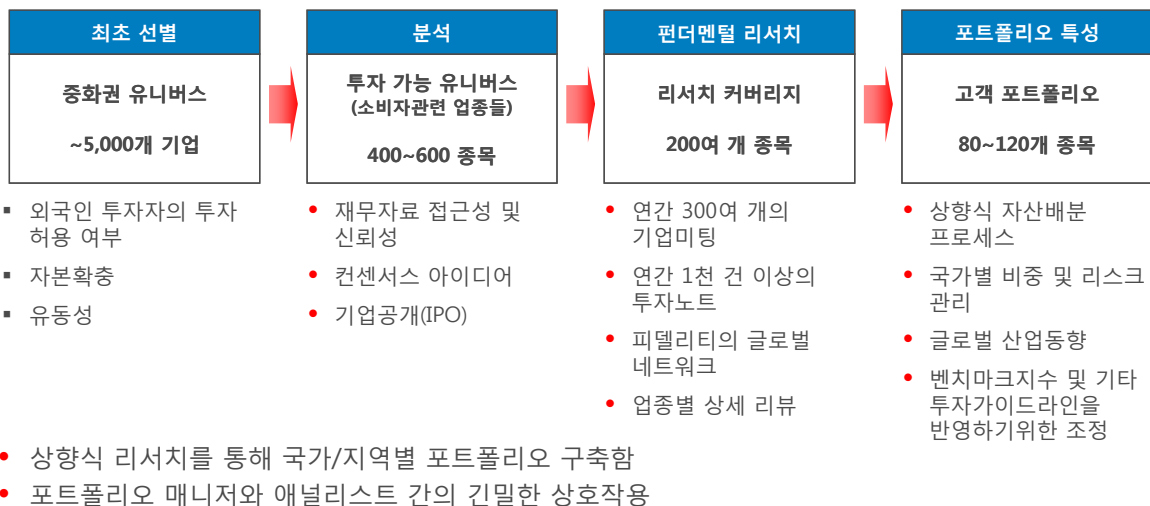 최초 선별
중화권 유니버스
~5,000개 기업
▪ 외국인 투자자의 투자
허용 여부
▪ 자본확충
▪ 유동성
분석
투자 가능 유니버스
(소비자관련 업종들)
400~600 종목
• 재무자료 접근성 및
신뢰성
• 컨센서스 아이디어
• 기업공개(IPO)
펀더멘털 리서치
리서치 커버리지
200여 개 종목
• 연간 300여 개의
기업미팅
• 연간 1천 건 이상의
투자노트
• 피델리티의 글로벌
네트워크
• 업종별 상세 리뷰
포트폴리오 특성
고객 포트폴리오
80~120개 종목
• 상향식 자산배분
프로세스
• 국가별 비중 및 리스크
관리
• 글로벌 산업동향
• 벤치마크지수 및 기타
투자가이드라인을
반영하기위한 조정
• 상향식 리서치를 통해 국가/지역별 포트폴리오 구축함
• 포트폴리오 매니저와 애널리스트 간의 긴밀한 상호작용